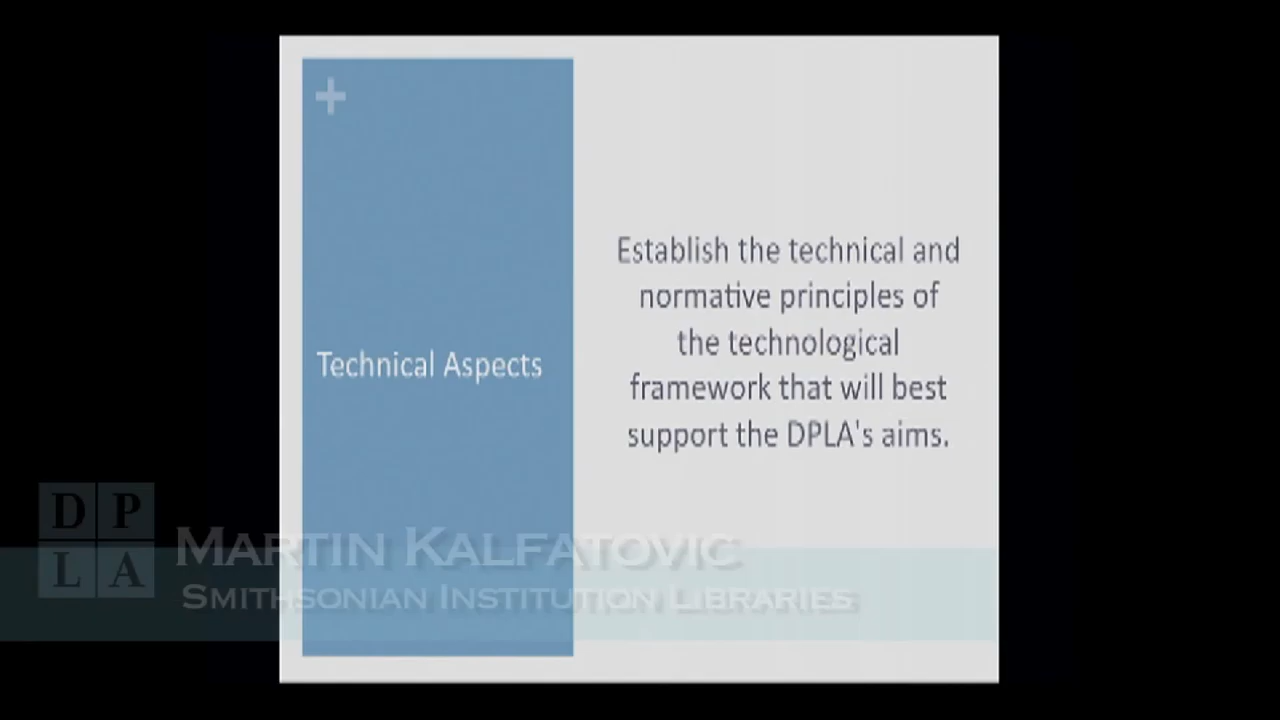 +
Technical Aspects
Establish the technical and
normative principles of
the technological
framework that will best
support the DPLA's aims.
D P
L A
Martin Kalfatovic
Smithsonian Institution Libraries